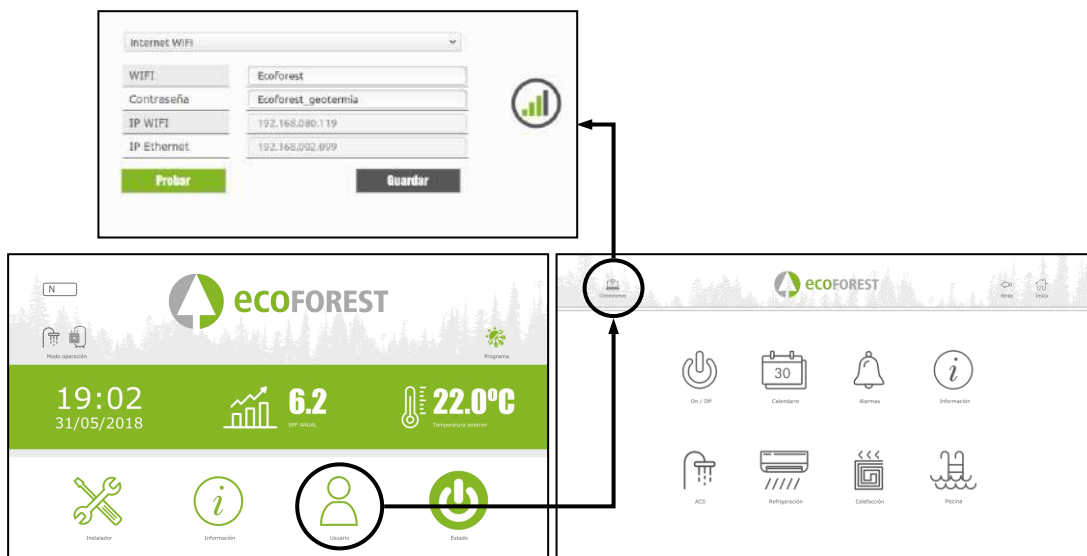 Internet WiFi
WIFI Ecoforest
Contraseña Ecoforest_geotermia
IP WIFI 192.168.080.119
IP Ethernet 192.168.002.099
Probar Guardar
N
ecoFOREST
Modo operación Programa
19:02
31/05/2018
6.2
SPF ANUAL
22.0ºC
Temperatura exterior
Instalador Información Usuario Estado
Conexiones ecoFOREST Atrás Inicio
30
On / Off Calendario Alarmas Información
ACS Refrigeración Calefacción Piscina